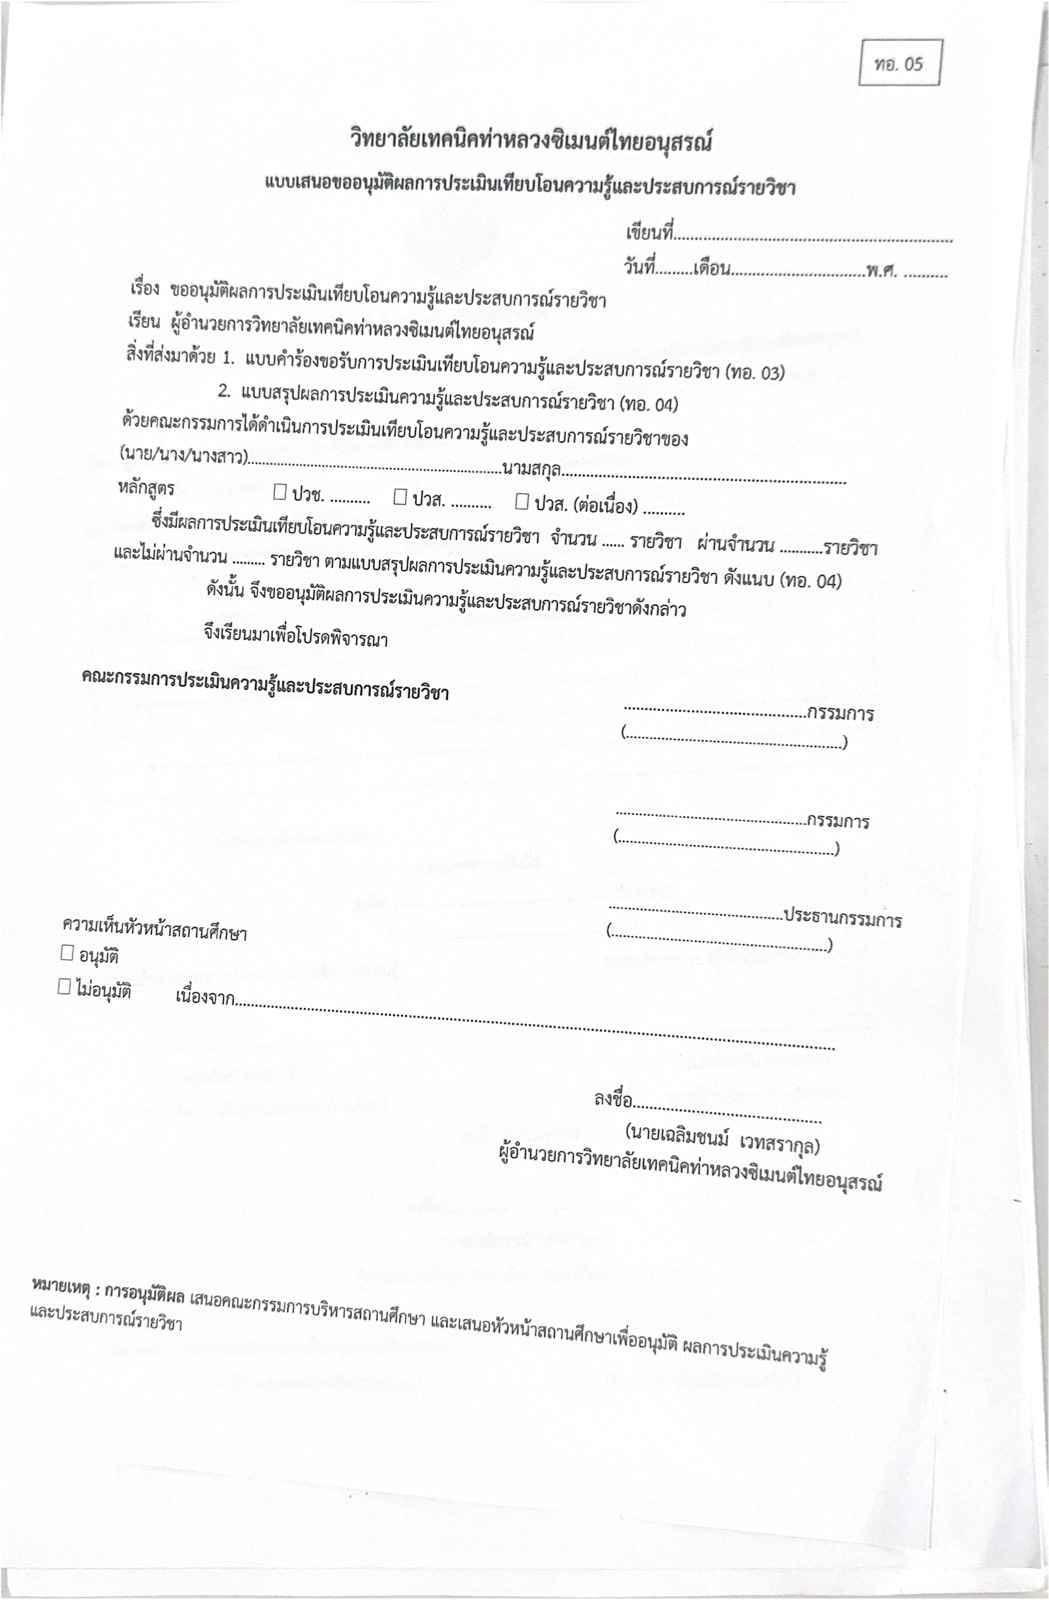 ทอ. 05
วิทยาลัยเทคนิคท่าหลวงซิเมนต์ไทยอนุสรณ์
แบบเสนอขออนุมัติผลการประเมินเทียบโอนความรู้และประสบการณ์รายวิชา
เขียนที่..................................................................
วันที่.........เดือน................................พ.ศ. ..........
เรื่อง ขออนุมัติผลการประเมินเทียบโอนความรู้และประสบการณ์รายวิชา
เรียน ผู้อำนวยการวิทยาลัยเทคนิคท่าหลวงซิเมนต์ไทยอนุสรณ์
สิ่งที่ส่งมาด้วย 1. แบบคำร้องขอรับการประเมินเทียบโอนความรู้และประสบการณ์รายวิชา (ทอ. 03)
2. แบบสรุปผลการประเมินความรู้และประสบการณ์รายวิชา (ทอ. 04)
ด้วยคณะกรรมการได้ดำเนินการประเมินเทียบโอนความรู้และประสบการณ์รายวิชาของ
(นาย/นาง/นางสาว)............................................................นามสกุล....................................................................
หลักสูตร ☐ ปวช. .......... ☐ ปวส. .......... ☐ ปวส. (ต่อเนื่อง) ..........
ซึ่งมีผลการประเมินเทียบโอนความรู้และประสบการณ์รายวิชา จำนวน ...... รายวิชา ผ่านจำนวน ...........รายวิชา
และไม่ผ่านจำนวน ......... รายวิชา ตามแบบสรุปผลการประเมินความรู้และประสบการณ์รายวิชา ดังแนบ (ทอ. 04)
ดังนั้น จึงขออนุมัติผลการประเมินความรู้และประสบการณ์รายวิชาดังกล่าว
จึงเรียนมาเพื่อโปรดพิจารณา
คณะกรรมการประเมินความรู้และประสบการณ์รายวิชา
............................................กรรมการ
(....................................................)
..............................................กรรมการ
(....................................................)
..........................................ประธานกรรมการ
(....................................................)
ความเห็นหัวหน้าสถานศึกษา
☐ อนุมัติ
☐ ไม่อนุมัติ เนื่องจาก..............................................................................................................................................
ลงชื่อ.............................................
(นายเฉลิมชนม์ เวทสรากุล)
ผู้อำนวยการวิทยาลัยเทคนิคท่าหลวงซิเมนต์ไทยอนุสรณ์
หมายเหตุ : การอนุมัติผล เสนอคณะกรรมการบริหารสถานศึกษา และเสนอหัวหน้าสถานศึกษาเพื่ออนุมัติ ผลการประเมินความรู้
และประสบการณ์รายวิชา